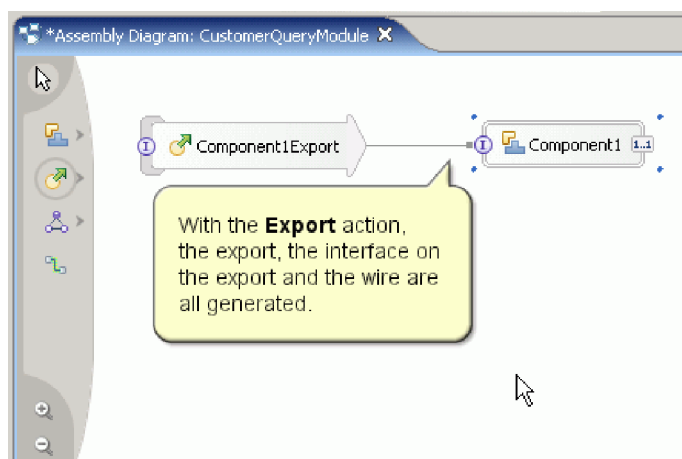 *Assembly Diagram: CustomerQueryModule
I Component1Export
I Component1 1..1
With the Export action,
the export, the interface on
the export and the wire are
all generated.